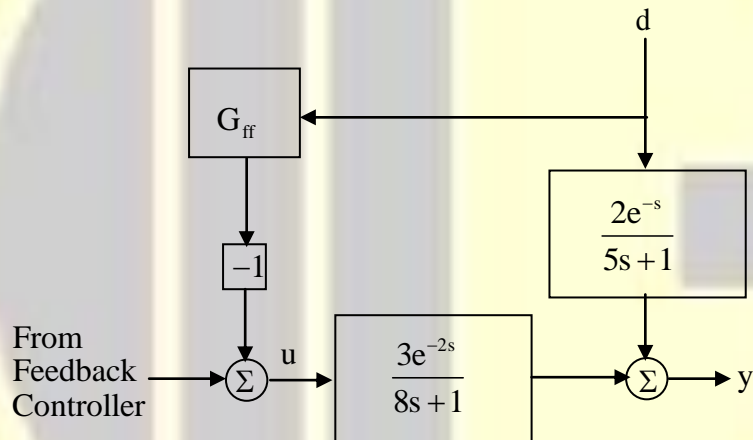 d
G_ff
2e^{-s}
5s + 1
−1
From
Feedback
Controller
Σ
u
3e^{-2s}
8s + 1
Σ
y